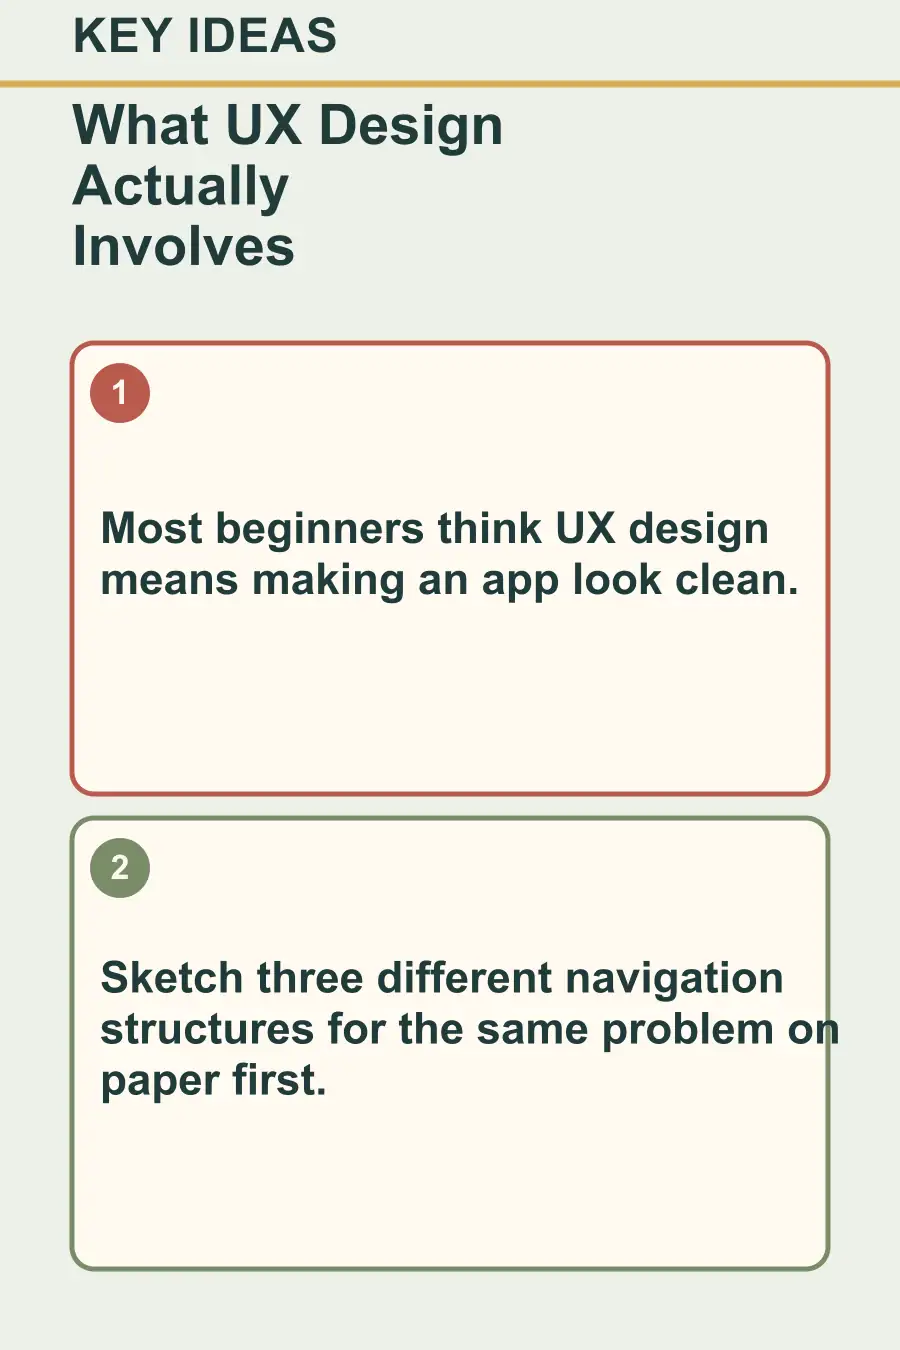 KEY IDEAS
What UX Design
Actually
Involves
1
Most beginners think UX design
means making an app look clean.
2
Sketch three different navigation
structures for the same problem on
paper first.